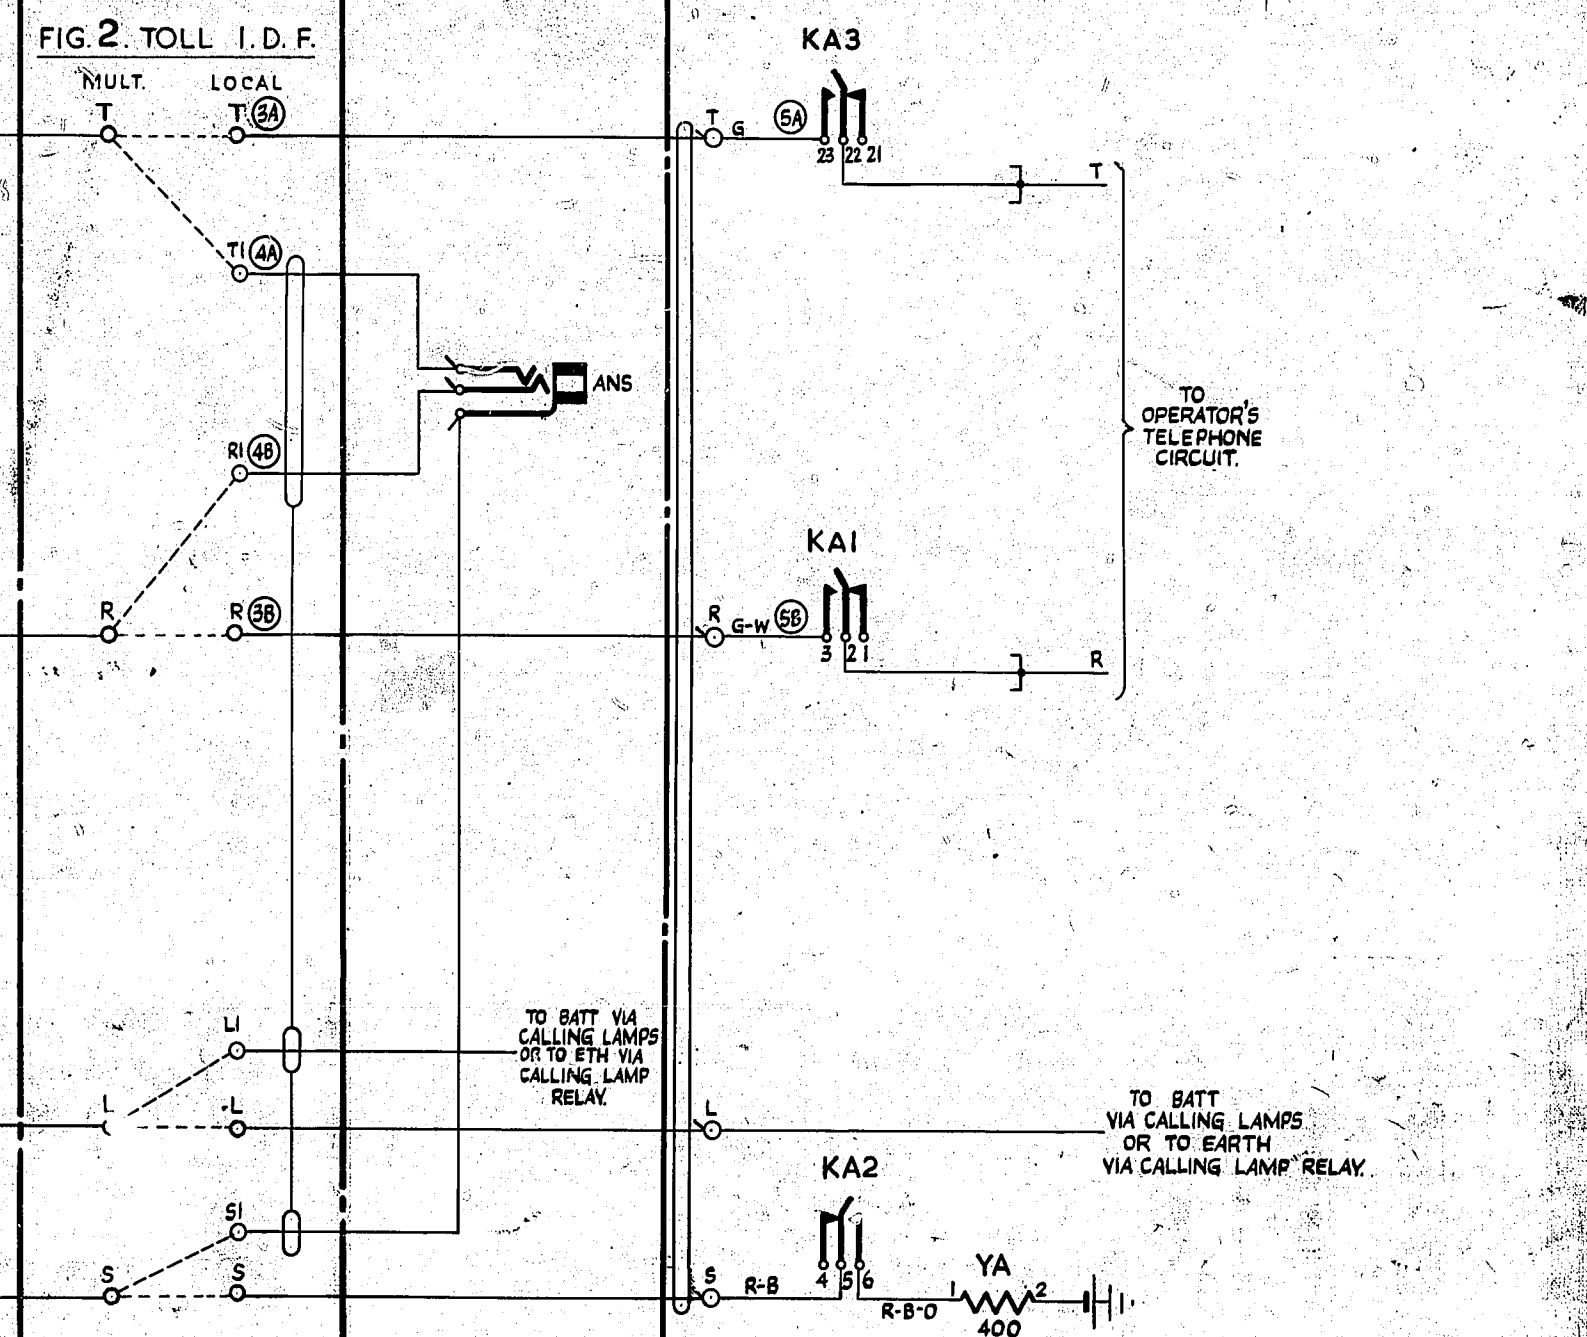 FIG. 2. TOLL I.D.F.
MULT. LOCAL
T T 3A
T1 4A
R1 4B
R R 3B
L1
L L
S1
S S
ANS
TO BATT VIA
CALLING LAMPS
OR TO ETH VIA
CALLING LAMP
RELAY.
KA3
T G 5A
23 22 21
T
TO
OPERATOR'S
TELEPHONE
CIRCUIT.
KA1
R G-W 5B
3 2 1
R
L
TO BATT
VIA CALLING LAMPS
OR TO EARTH
VIA CALLING LAMP RELAY.
KA2
4 5 6
S R-B
R-B-O
YA
1 2
400